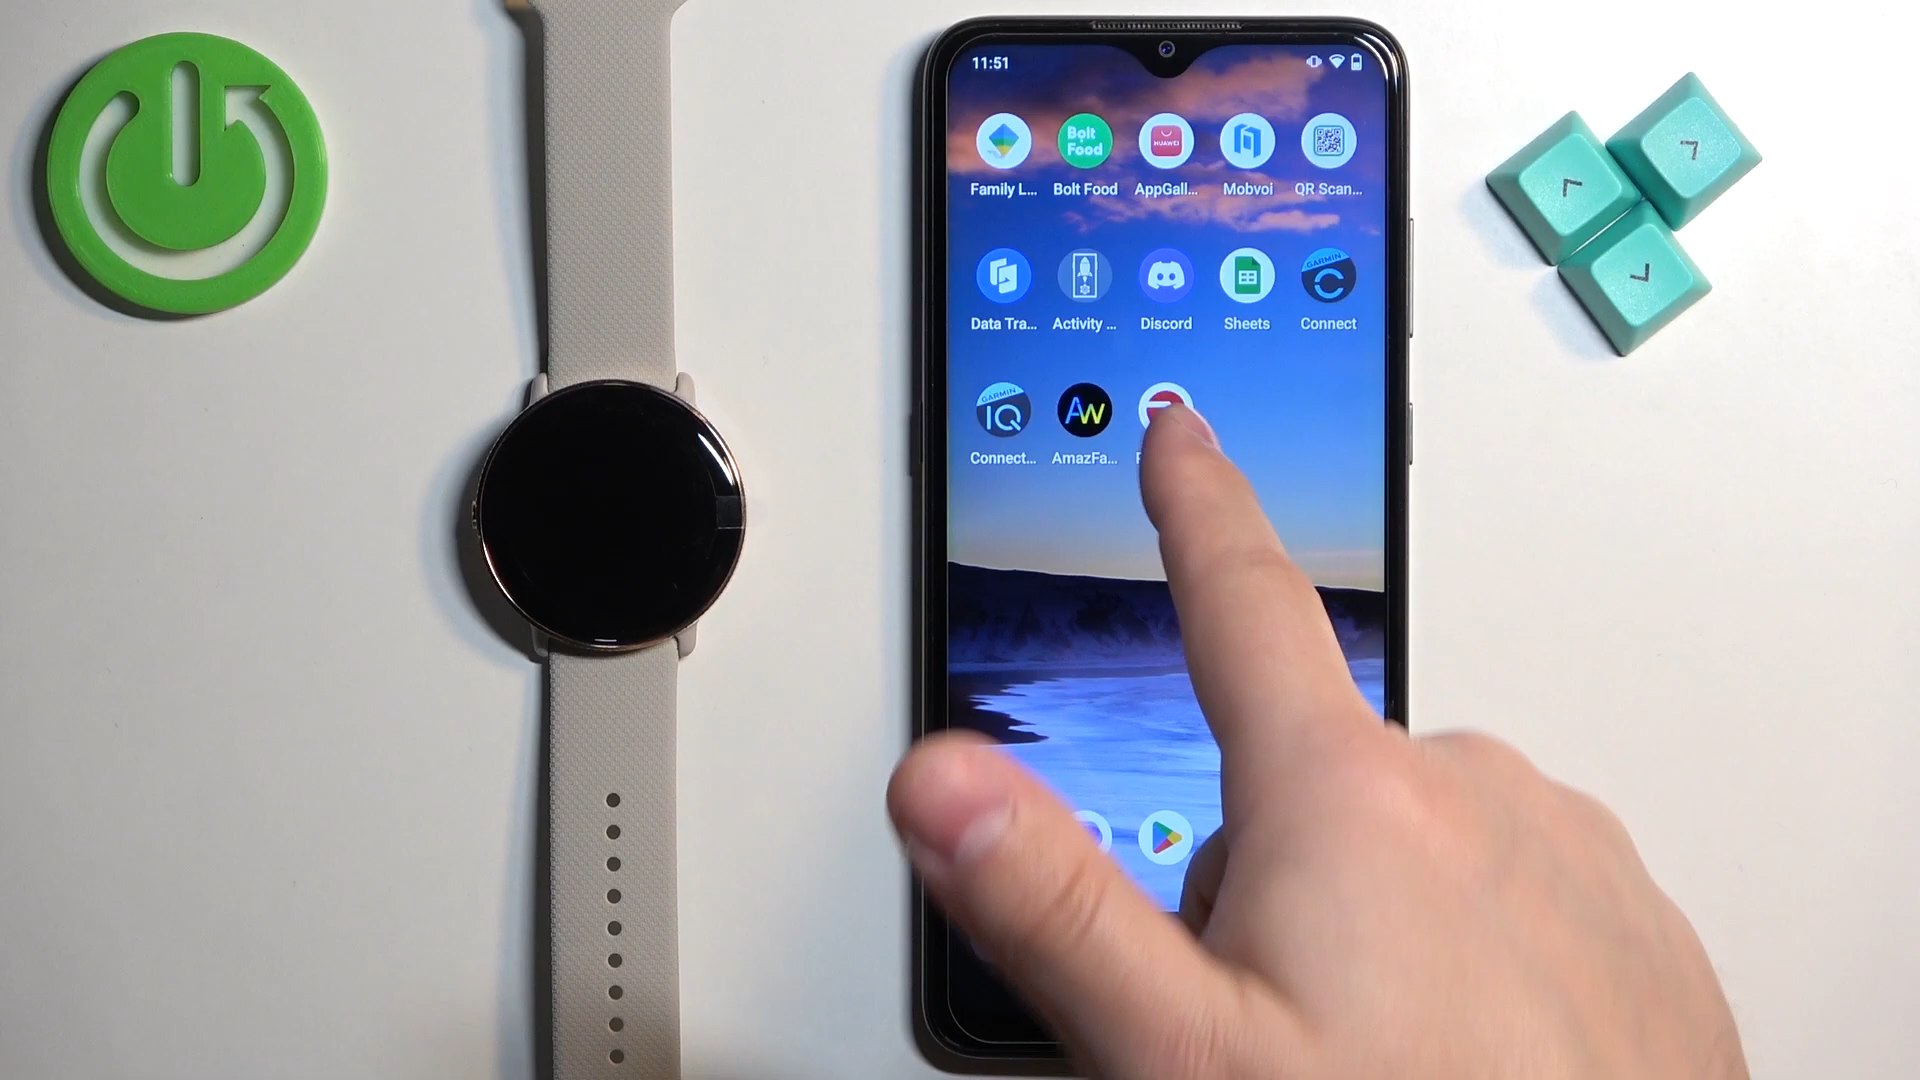 11:51
Bolt
Food
HUAWEI
Family L...
Bolt Food
AppGall...
Mobvoi
QR Scan...
GARMIN
Data Tra...
Activity ...
Discord
Sheets
Connect
GARMIN
IQ
AW
Connect...
AmazFa...